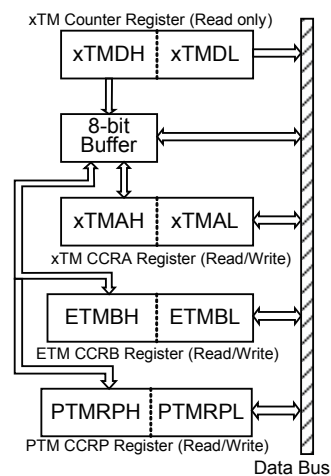 xTM Counter Register (Read only)
xTMDH xTMDL
8-bit
Buffer
xTMAH xTMAL
xTM CCRA Register (Read/Write)
ETMBH ETMBL
ETM CCRB Register (Read/Write)
PTMRPH PTMRPL
PTM CCRP Register (Read/Write)
Data Bus